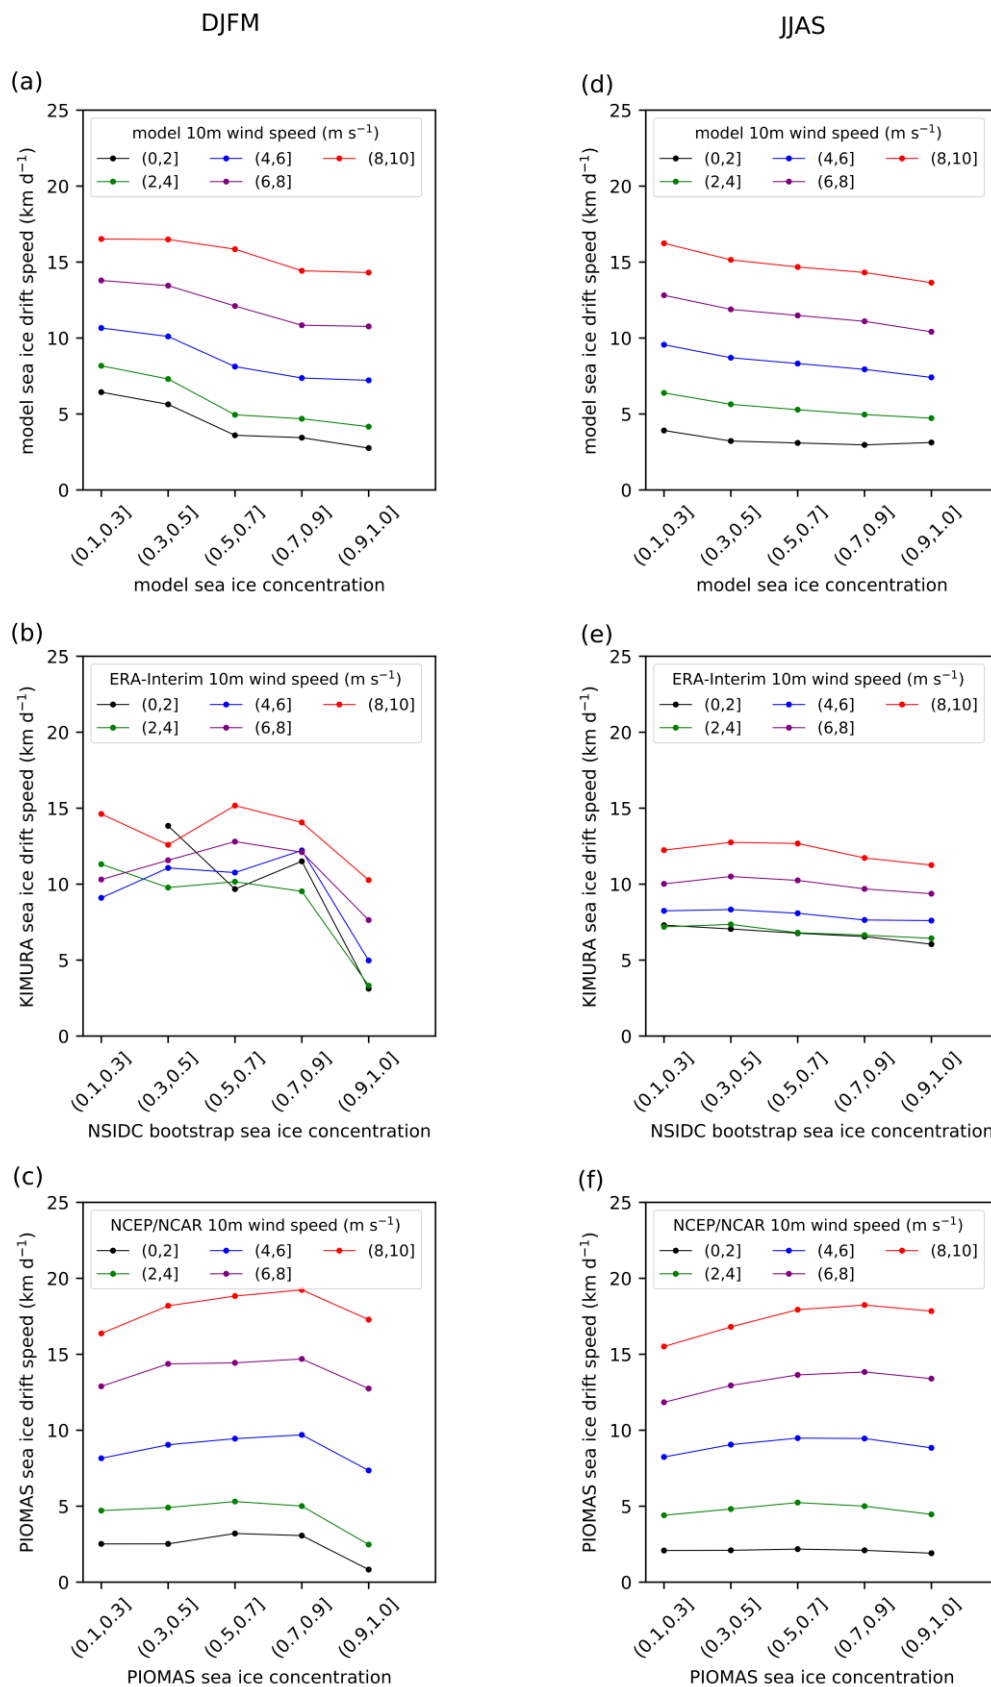 DJFM
JJAS
(a)
model 10m wind speed (m s⁻¹)
(0,2] (4,6] (8,10]
(2,4] (6,8]
model sea ice drift speed (km d⁻¹)
25
20
15
10
5
0
(0.1,0.3] (0.3,0.5] (0.5,0.7] (0.7,0.9] (0.9,1.0]
model sea ice concentration
(d)
model 10m wind speed (m s⁻¹)
(0,2] (4,6] (8,10]
(2,4] (6,8]
model sea ice drift speed (km d⁻¹)
25
20
15
10
5
0
(0.1,0.3] (0.3,0.5] (0.5,0.7] (0.7,0.9] (0.9,1.0]
model sea ice concentration
(b)
ERA-Interim 10m wind speed (m s⁻¹)
(0,2] (4,6] (8,10]
(2,4] (6,8]
KIMURA sea ice drift speed (km d⁻¹)
25
20
15
10
5
0
(0.1,0.3] (0.3,0.5] (0.5,0.7] (0.7,0.9] (0.9,1.0]
NSIDC bootstrap sea ice concentration
(e)
ERA-Interim 10m wind speed (m s⁻¹)
(0,2] (4,6] (8,10]
(2,4] (6,8]
KIMURA sea ice drift speed (km d⁻¹)
25
20
15
10
5
0
(0.1,0.3] (0.3,0.5] (0.5,0.7] (0.7,0.9] (0.9,1.0]
NSIDC bootstrap sea ice concentration
(c)
NCEP/NCAR 10m wind speed (m s⁻¹)
(0,2] (4,6] (8,10]
(2,4] (6,8]
PIOMAS sea ice drift speed (km d⁻¹)
25
20
15
10
5
0
(0.1,0.3] (0.3,0.5] (0.5,0.7] (0.7,0.9] (0.9,1.0]
PIOMAS sea ice concentration
(f)
NCEP/NCAR 10m wind speed (m s⁻¹)
(0,2] (4,6] (8,10]
(2,4] (6,8]
PIOMAS sea ice drift speed (km d⁻¹)
25
20
15
10
5
0
(0.1,0.3] (0.3,0.5] (0.5,0.7] (0.7,0.9] (0.9,1.0]
PIOMAS sea ice concentration